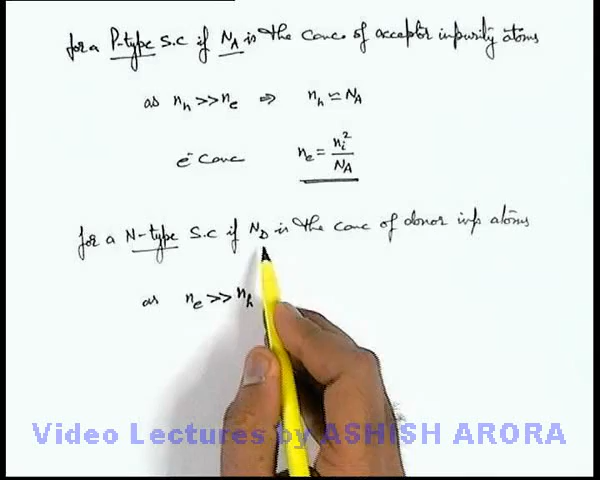 for a P-type S.C if N_A is the conc. of acceptor impurity atoms
as n_h >> n_e ⇒ n_h ≃ N_A
e⁻ conc n_e = n_i² / N_A
for a N-type S.C if N_D is the conc of donor imp atoms
as n_e >> n_h
Video Lectures by ASHISH ARORA